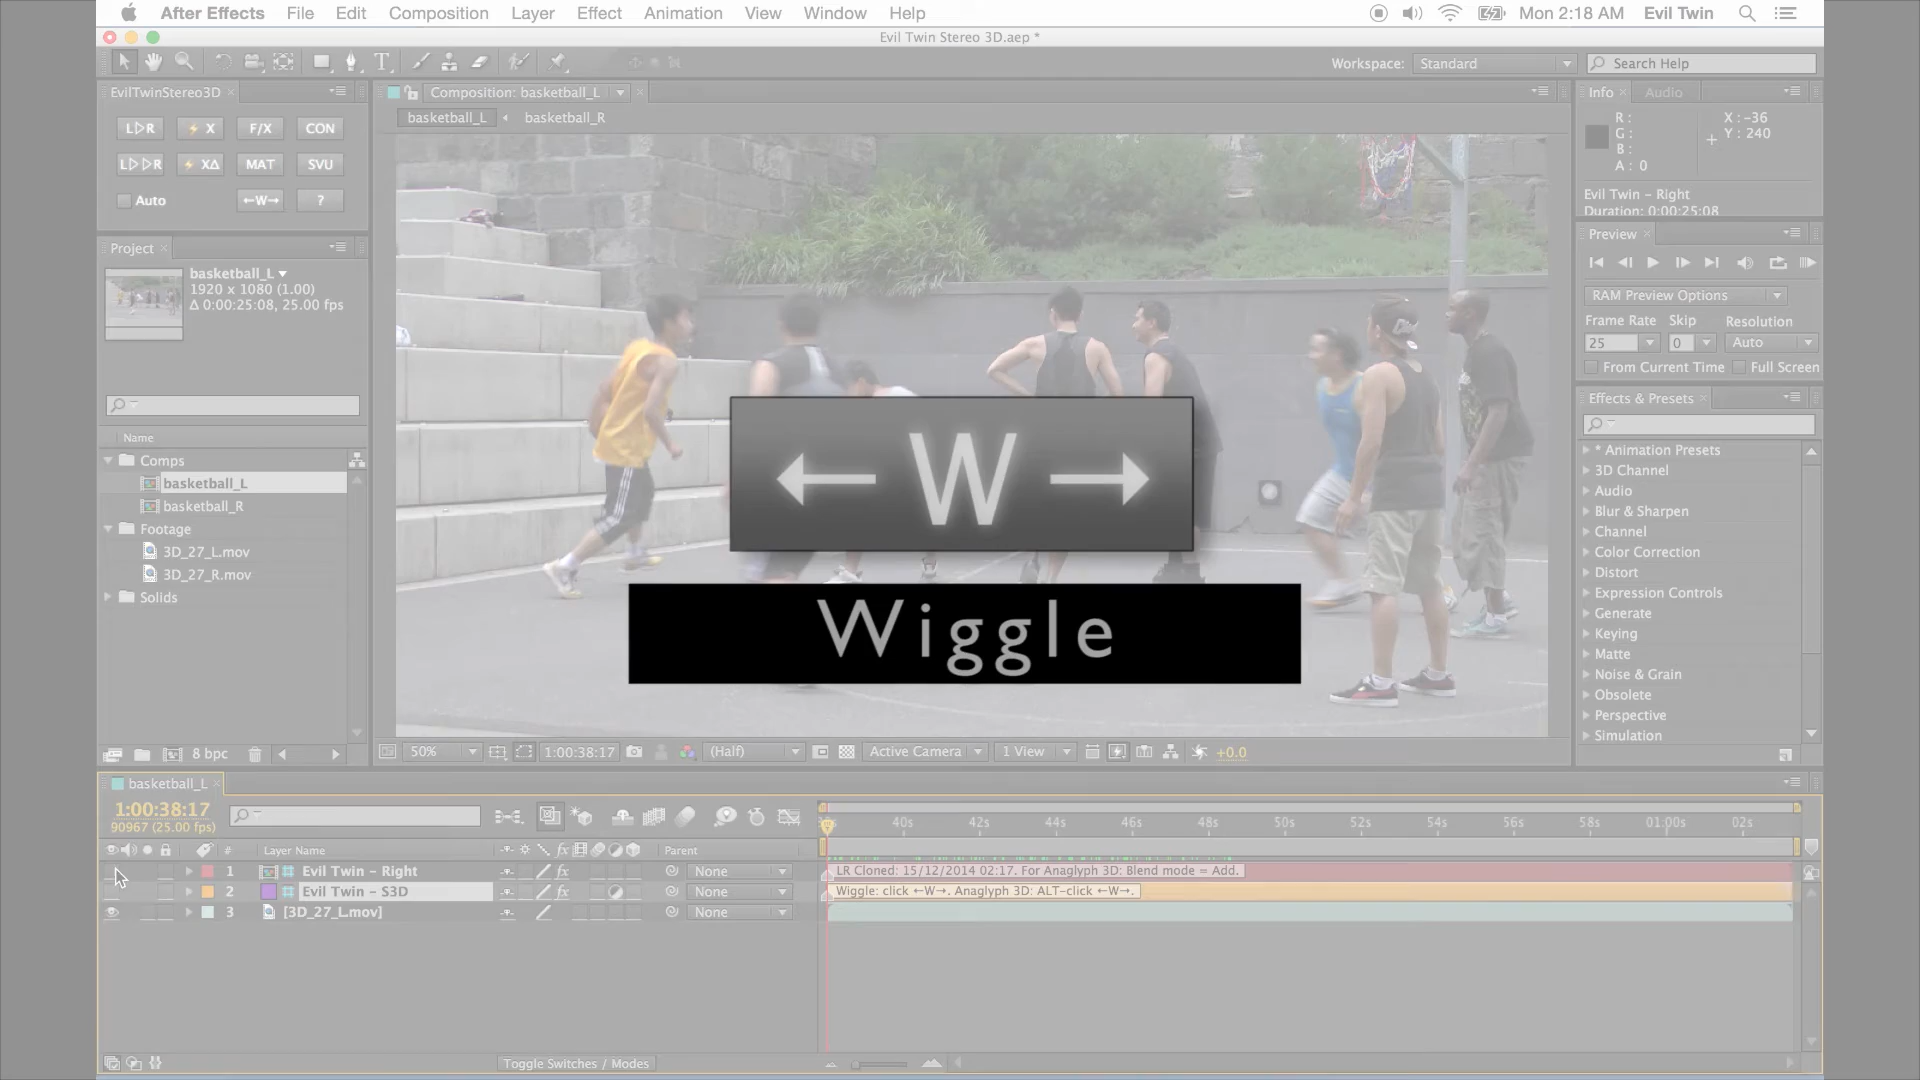 After Effects File Edit Composition Layer Effect Animation View Window Help Mon 2:18 AM Evil Twin
Evil Twin Stereo 3D.aep *
Workspace: Standard Search Help
EvilTwinStereo3D
L▷R ⚡ X F/X CON
L▷▷R ⚡ XΔ MAT SVU
Auto ←W→ ?
Project
basketball_L ▾
1920 x 1080 (1.00)
Δ 0:00:25:08, 25.00 fps
Name
Comps
basketball_L
basketball_R
Footage
3D_27_L.mov
3D_27_R.mov
Solids
8 bpc
Composition: basketball_L
basketball_L basketball_R
← W →
Wiggle
50% 1:00:38:17 (Half) Active Camera 1 View +0.0
Info Audio
R :
G :
B :
A : 0
X : -36
Y : 240
Evil Twin - Right
Duration: 0:00:25:08
Preview
RAM Preview Options
Frame Rate Skip Resolution
25 0 Auto
From Current Time Full Screen
Effects & Presets
* Animation Presets
3D Channel
Audio
Blur & Sharpen
Channel
Color Correction
Distort
Expression Controls
Generate
Keying
Matte
Noise & Grain
Obsolete
Perspective
Simulation
basketball_L
1:00:38:17
90967 (25.00 fps)
40s 42s 44s 46s 48s 50s 52s 54s 56s 58s 01:00s 02s
# Layer Name fx Parent
1 Evil Twin - Right fx None LR Cloned: 15/12/2014 02:17. For Anaglyph 3D: Blend mode = Add.
2 Evil Twin - S3D fx None Wiggle: click ←W→. Anaglyph 3D: ALT-click ←W→.
3 [3D_27_L.mov] None
Toggle Switches / Modes